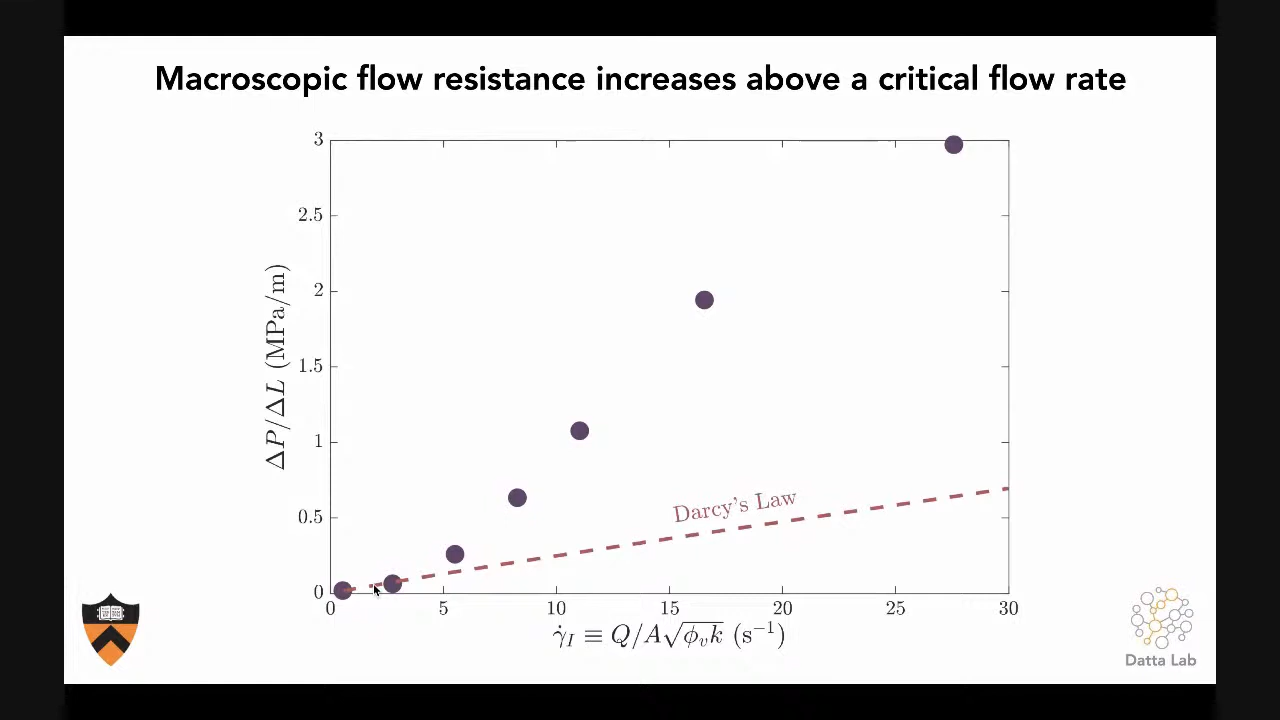 Macroscopic flow resistance increases above a critical flow rate
3
2.5
2
1.5
1
0.5
0
ΔP/ΔL (MPa/m)
Darcy's Law
0 5 10 15 20 25 30
γ̇_I ≡ Q/A√(ϕ_v k) (s⁻¹)
Datta Lab